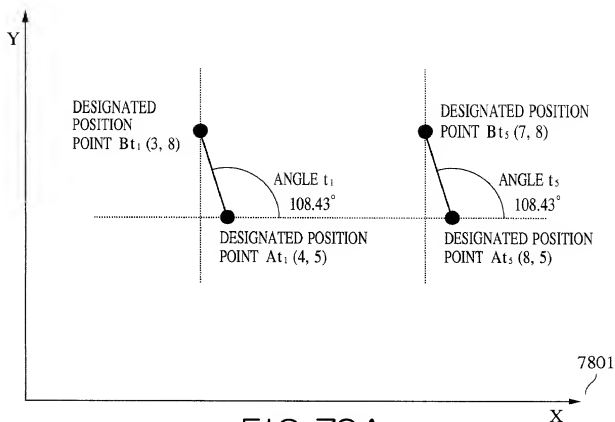 Y
DESIGNATED
POSITION
POINT Bt₁ (3, 8)
DESIGNATED POSITION
POINT Bt₅ (7, 8)
ANGLE t₁
108.43°
ANGLE t₅
108.43°
DESIGNATED POSITION
POINT At₁ (4, 5)
DESIGNATED POSITION
POINT At₅ (8, 5)
7801
X